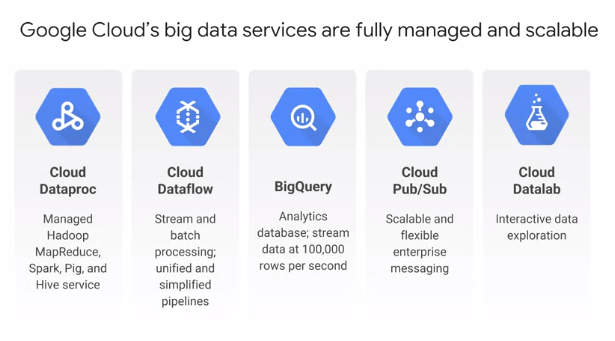 Google Cloud’s big data services are fully managed and scalable
Cloud
Dataproc
Managed
Hadoop
MapReduce,
Spark, Pig, and
Hive service
Cloud
Dataflow
Stream and
batch
processing;
unified and
simplified
pipelines
BigQuery
Analytics
database; stream
data at 100,000
rows per second
Cloud
Pub/Sub
Scalable and
flexible
enterprise
messaging
Cloud
Datalab
Interactive data
exploration